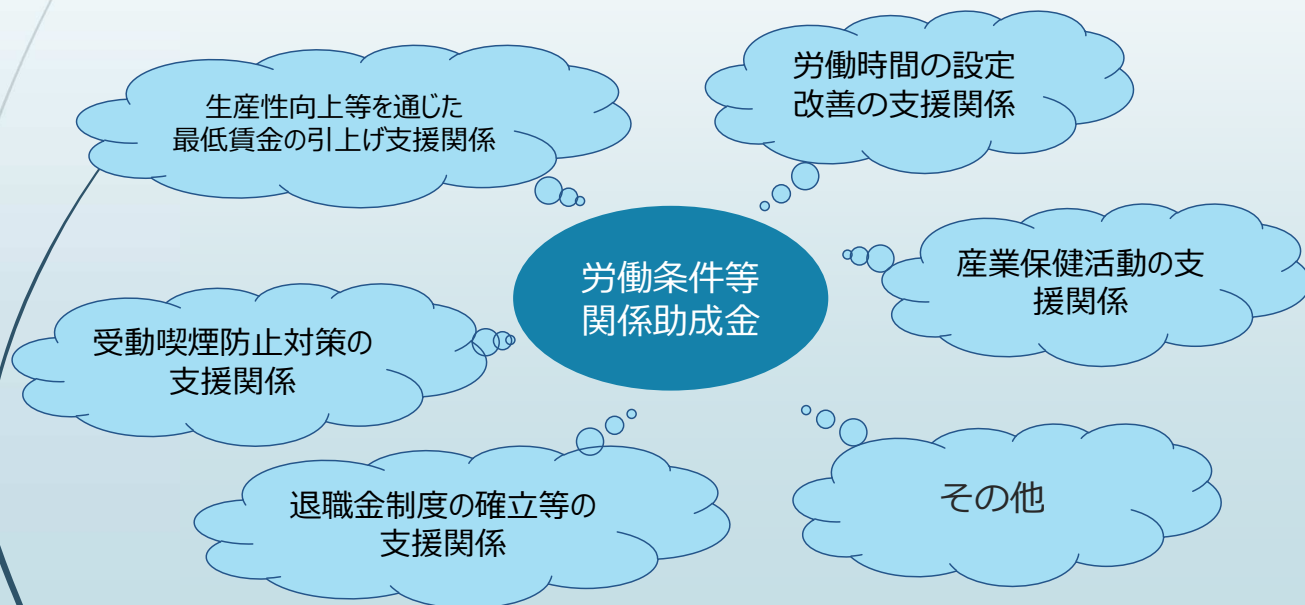 労働時間の設定
改善の支援関係
生産性向上等を通じた
最低賃金の引上げ支援関係
産業保健活動の支
援関係
労働条件等
関係助成金
受動喫煙防止対策の
支援関係
退職金制度の確立等の
支援関係
その他